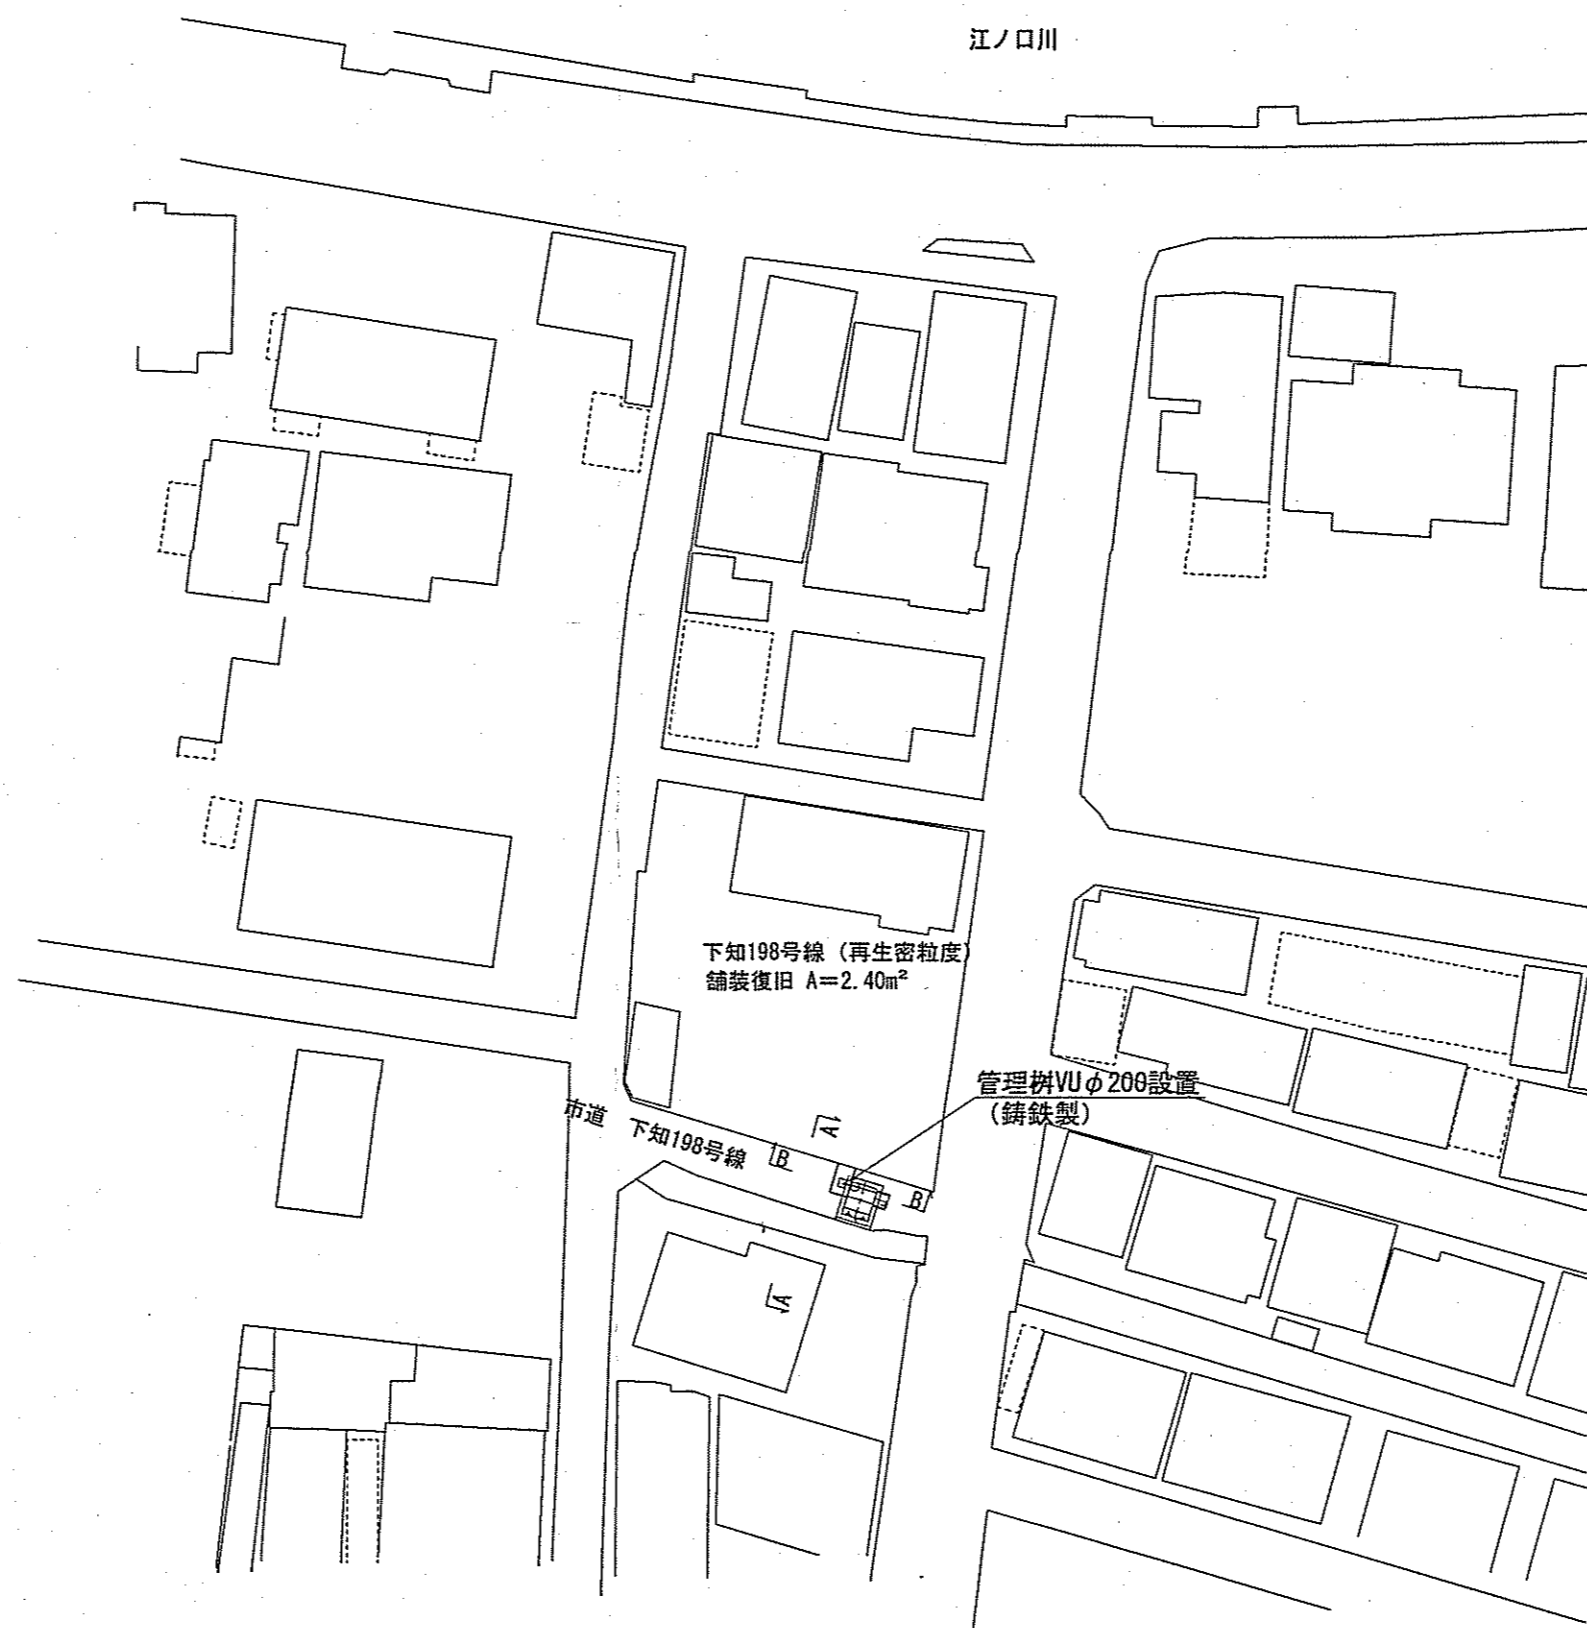 江ノ口川
下知198号線（再生密粒度）
舗装復旧 A=2.40m²
管理桝VUφ200設置
（鋳鉄製）
市道 下知198号線
A
B
B
A